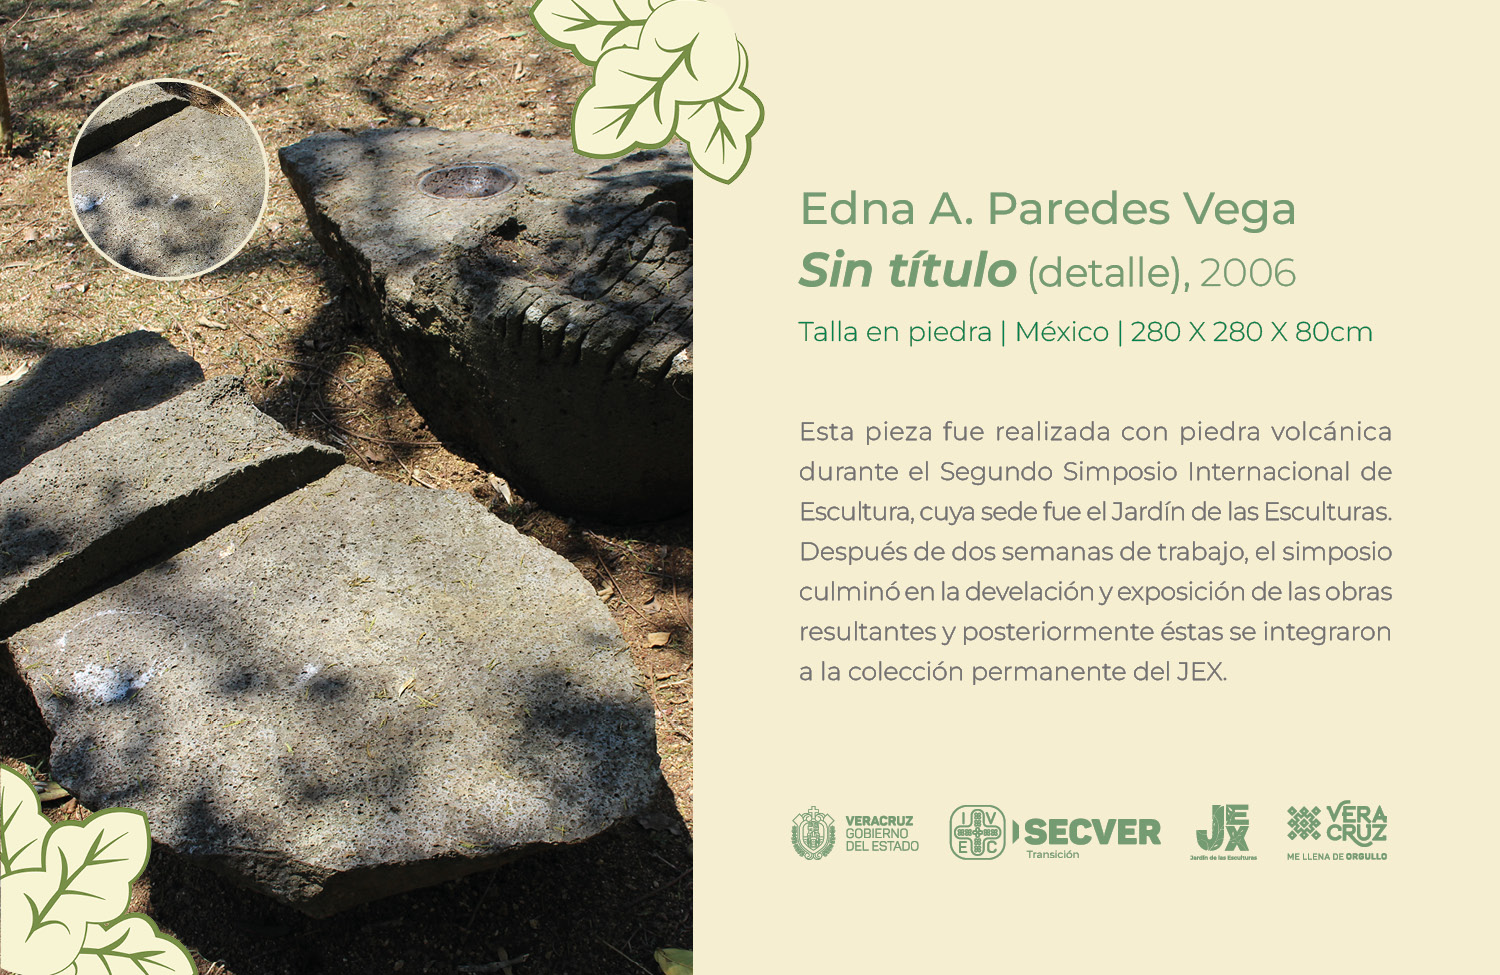 Edna A. Paredes Vega
Sin título (detalle), 2006
Talla en piedra | México | 280 X 280 X 80cm
Esta pieza fue realizada con piedra volcánica
durante el Segundo Simposio Internacional de
Escultura, cuya sede fue el Jardín de las Esculturas.
Después de dos semanas de trabajo, el simposio
culminó en la develación y exposición de las obras
resultantes y posteriormente éstas se integraron
a la colección permanente del JEX.
VERACRUZ
GOBIERNO
DEL ESTADO
IVEC
SECVER
Transición
JEX
Jardín de las Esculturas
VERACRUZ
ME LLENA DE ORGULLO